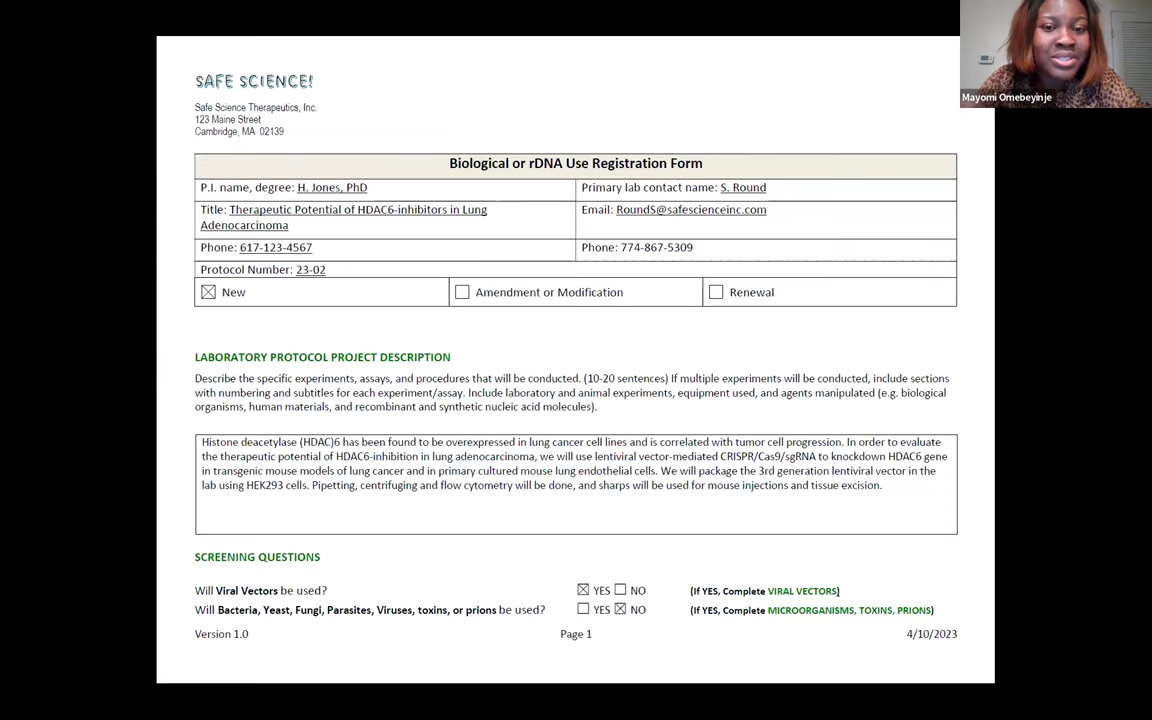 SAFE SCIENCE!
Safe Science Therapeutics, Inc.
123 Maine Street
Cambridge, MA 02139
Mayomi Omebeyinje
Biological or rDNA Use Registration Form
P.I. name, degree: H. Jones, PhD
Primary lab contact name: S. Round
Title: Therapeutic Potential of HDAC6-inhibitors in Lung
Adenocarcinoma
Email: RoundS@safescienceinc.com
Phone: 617-123-4567
Phone: 774-867-5309
Protocol Number: 23-02
New
Amendment or Modification
Renewal
LABORATORY PROTOCOL PROJECT DESCRIPTION
Describe the specific experiments, assays, and procedures that will be conducted. (10-20 sentences) If multiple experiments will be conducted, include sections
with numbering and subtitles for each experiment/assay. Include laboratory and animal experiments, equipment used, and agents manipulated (e.g. biological
organisms, human materials, and recombinant and synthetic nucleic acid molecules).
Histone deacetylase (HDAC)6 has been found to be overexpressed in lung cancer cell lines and is correlated with tumor cell progression. In order to evaluate
the therapeutic potential of HDAC6-inhibition in lung adenocarcinoma, we will use lentiviral vector-mediated CRISPR/Cas9/sgRNA to knockdown HDAC6 gene
in transgenic mouse models of lung cancer and in primary cultured mouse lung endothelial cells. We will package the 3rd generation lentiviral vector in the
lab using HEK293 cells. Pipetting, centrifuging and flow cytometry will be done, and sharps will be used for mouse injections and tissue excision.
SCREENING QUESTIONS
Will Viral Vectors be used? YES NO (If YES, Complete VIRAL VECTORS)
Will Bacteria, Yeast, Fungi, Parasites, Viruses, toxins, or prions be used? YES NO (If YES, Complete MICROORGANISMS, TOXINS, PRIONS)
Version 1.0
Page 1
4/10/2023